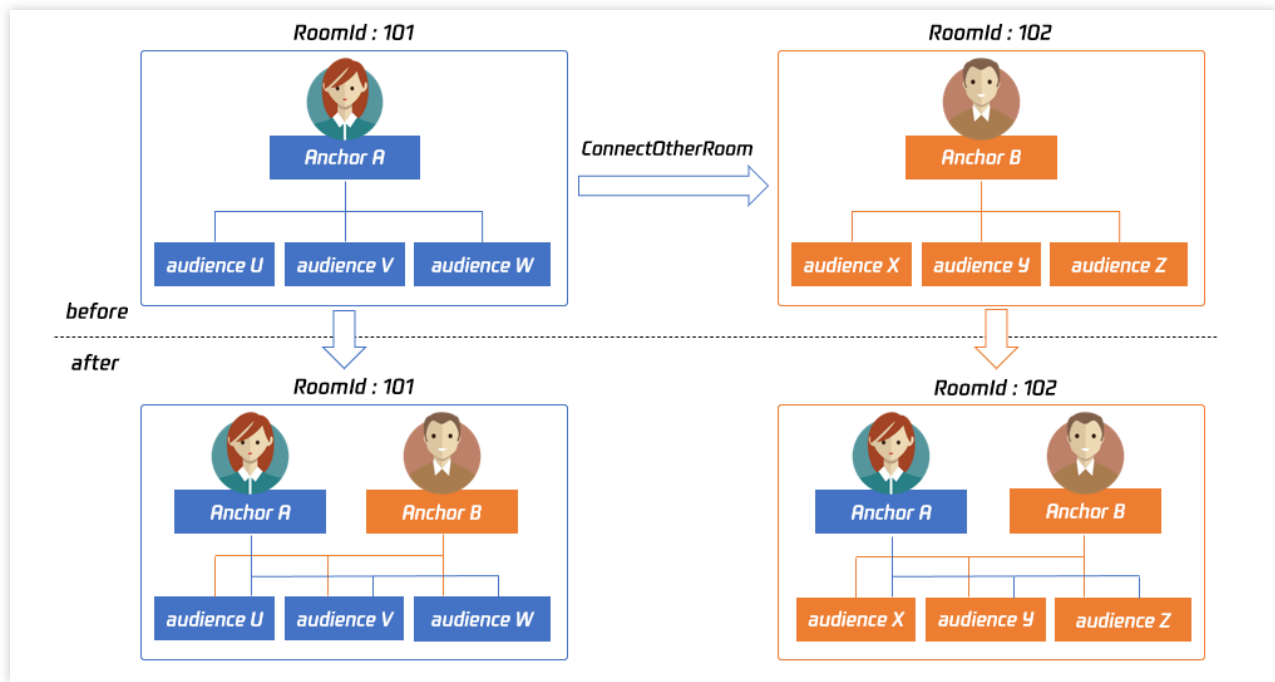 RoomId : 101
RoomId : 102
Anchor A
ConnectOtherRoom
Anchor B
audience U
audience V
audience W
audience X
audience Y
audience Z
before
after
RoomId : 101
RoomId : 102
Anchor A
Anchor B
Anchor A
Anchor B
audience U
audience V
audience W
audience X
audience Y
audience Z